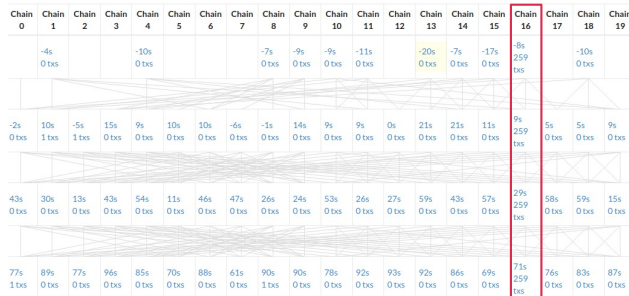 Chain Chain Chain Chain Chain Chain Chain Chain Chain Chain Chain Chain Chain Chain Chain Chain Chain Chain Chain Chain
0 1 2 3 4 5 6 7 8 9 10 11 12 13 14 15 16 17 18 19
-4s -10s -7s -9s -9s -11s -20s -7s -17s -8s -10s
0 txs 0 txs 0 txs 0 txs 0 txs 0 txs 0 txs 0 txs 0 txs 259 0 txs
txs
-2s 10s -5s 15s 9s 10s 10s -6s -1s 14s 9s 9s 0s 21s 21s 11s 9s 5s 5s 9s
0 txs 1 txs 1 txs 0 txs 0 txs 0 txs 0 txs 0 txs 0 txs 0 txs 0 txs 0 txs 0 txs 0 txs 0 txs 0 txs 259 0 txs 0 txs 0 txs
txs
43s 30s 13s 43s 54s 11s 46s 47s 26s 24s 53s 26s 27s 59s 43s 57s 29s 58s 59s 15s
0 txs 0 txs 0 txs 0 txs 0 txs 0 txs 0 txs 0 txs 0 txs 0 txs 0 txs 0 txs 0 txs 0 txs 0 txs 0 txs 259 0 txs 0 txs 0 txs
txs
77s 89s 77s 96s 85s 70s 88s 61s 90s 90s 78s 92s 93s 92s 86s 69s 71s 76s 83s 87s
1 txs 0 txs 0 txs 0 txs 0 txs 0 txs 0 txs 0 txs 1 txs 0 txs 0 txs 0 txs 0 txs 0 txs 0 txs 0 txs 259 0 txs 0 txs 0 txs
txs